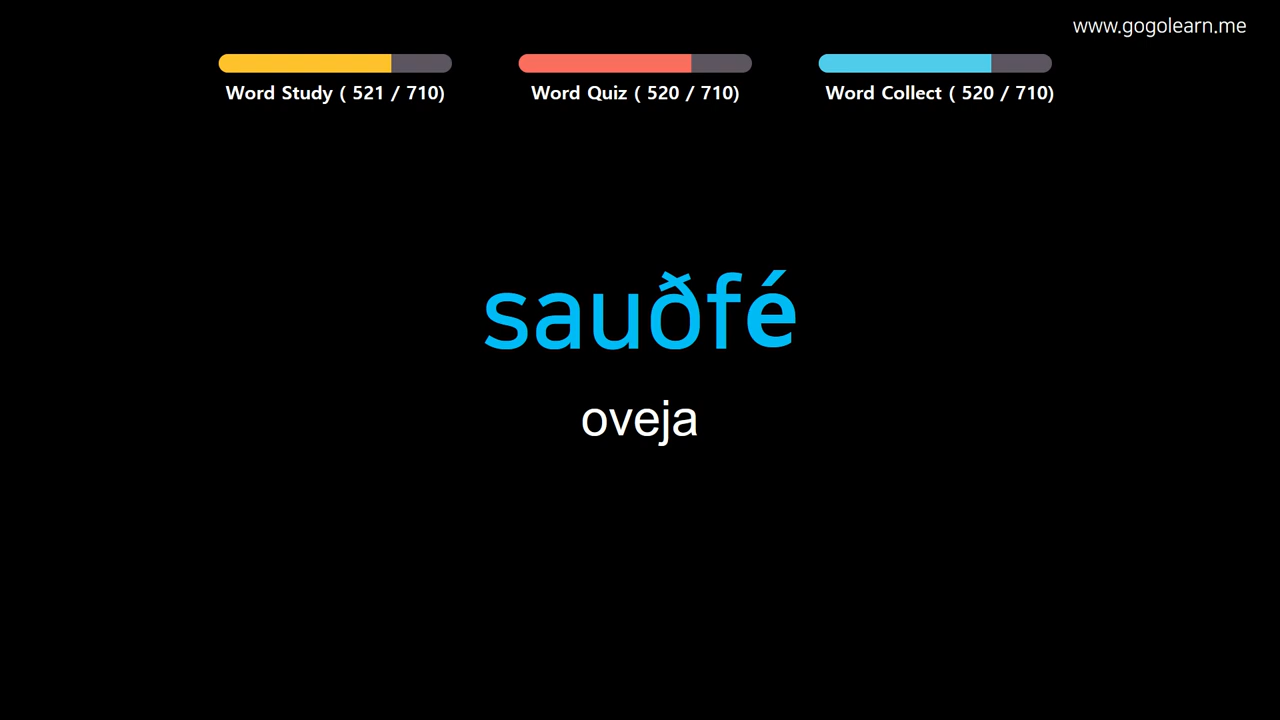 www.gogolearn.me
Word Study ( 521 / 710)
Word Quiz ( 520 / 710)
Word Collect ( 520 / 710)
sauðfé
oveja